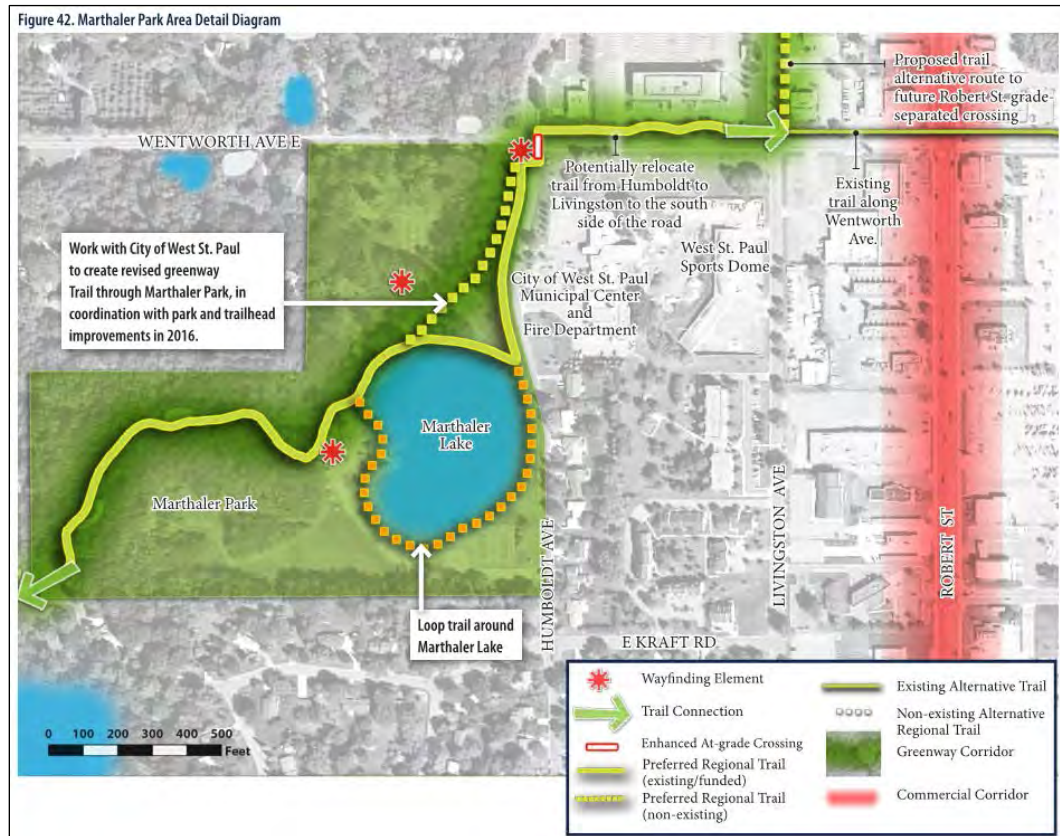 Figure 42. Marthaler Park Area Detail Diagram
Proposed trail
alternative route to
future Robert St. grade-
separated crossing
WENTWORTH AVE E
Potentially relocate
trail from Humboldt to
Livingston to the south
side of the road
Existing
trail along
Wentworth
Ave.
Work with City of West St. Paul
to create revised greenway
Trail through Marthaler Park, in
coordination with park and trailhead
improvements in 2016.
West St. Paul
Sports Dome
City of West St. Paul
Municipal Center
and
Fire Department
Marthaler
Lake
Marthaler Park
HUMBOLDT AVE
LIVINGSTON AVE
ROBERT ST
Loop trail around
Marthaler Lake
E KRAFT RD
0 100 200 300 400 500
Feet
Wayfinding Element
Trail Connection
Enhanced At-grade Crossing
Preferred Regional Trail
(existing/funded)
Preferred Regional Trail
(non-existing)
Existing Alternative Trail
Non-existing Alternative
Regional Trail
Greenway Corridor
Commercial Corridor